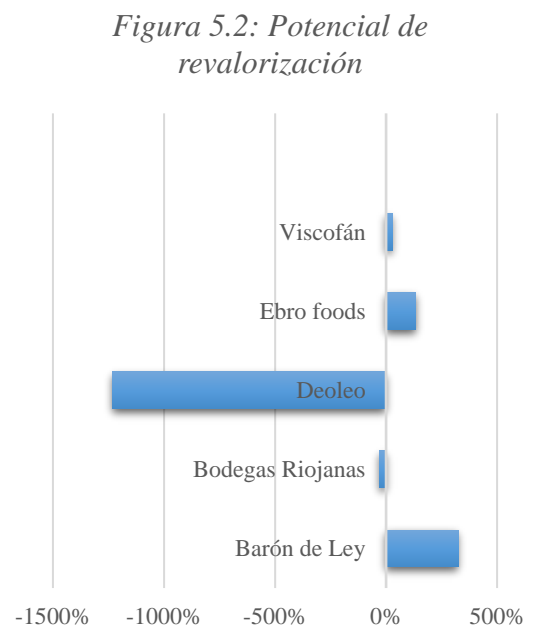 Figura 5.2: Potencial de
revalorización
Viscofán
Ebro foods
Deoleo
Bodegas Riojanas
Barón de Ley
-1500% -1000% -500% 0% 500%